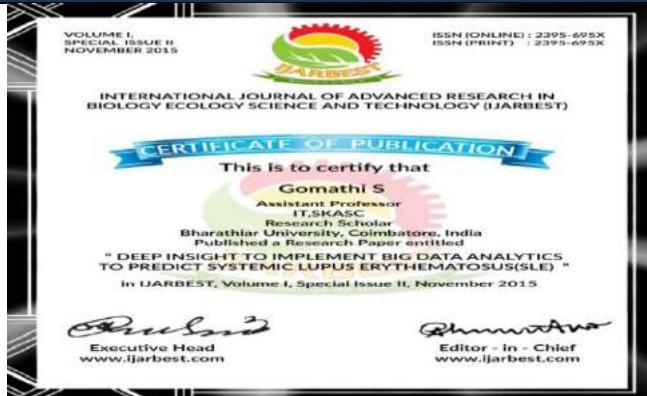 VOLUME I,
SPECIAL ISSUE II
NOVEMBER 2015
ISSN (ONLINE) : 2395-695X
ISSN (PRINT) : 2395-695X
IJARBEST
INTERNATIONAL JOURNAL OF ADVANCED RESEARCH IN
BIOLOGY ECOLOGY SCIENCE AND TECHNOLOGY (IJARBEST)
CERTIFICATE OF PUBLICATION
This is to certify that
Gomathi S
Assistant Professor
IT,SKASC
Research Scholar
Bharathiar University, Coimbatore, India
Published a Research Paper entitled
" DEEP INSIGHT TO IMPLEMENT BIG DATA ANALYTICS
TO PREDICT SYSTEMIC LUPUS ERYTHEMATOSUS(SLE) "
in IJARBEST, Volume I, Special Issue II, November 2015
Executive Head
www.ijarbest.com
Editor - in - Chief
www.ijarbest.com